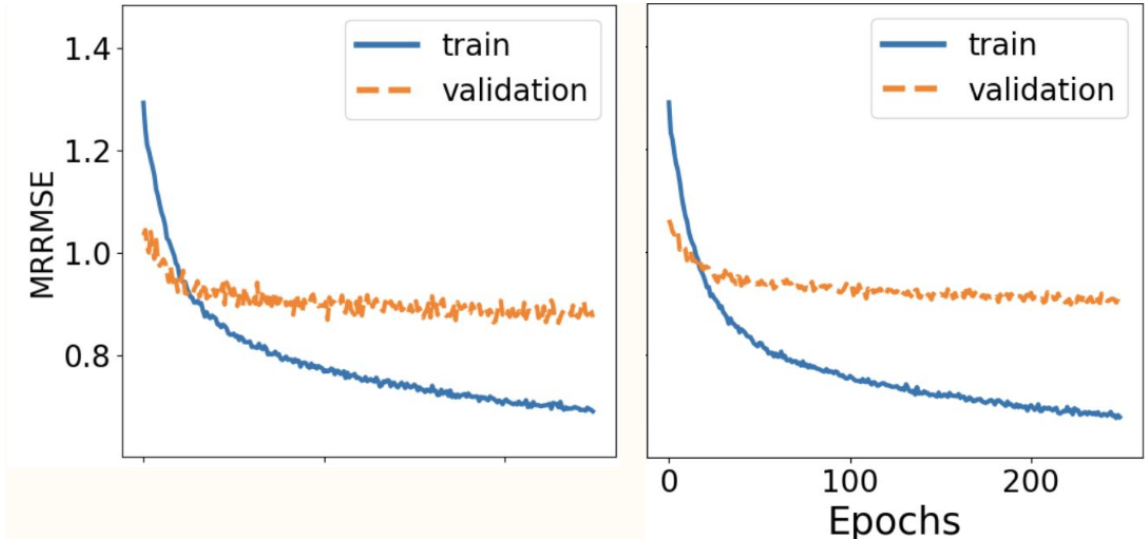 MRRMSE
1.4
1.2
1.0
0.8
train
validation
train
validation
0
100
200
Epochs